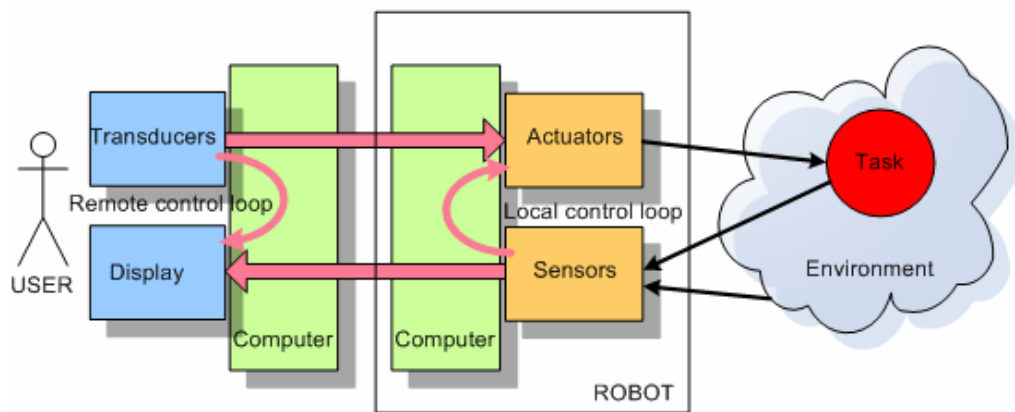 Transducers
Actuators
Task
Remote control loop
Local control loop
USER
Display
Sensors
Environment
Computer
Computer
ROBOT